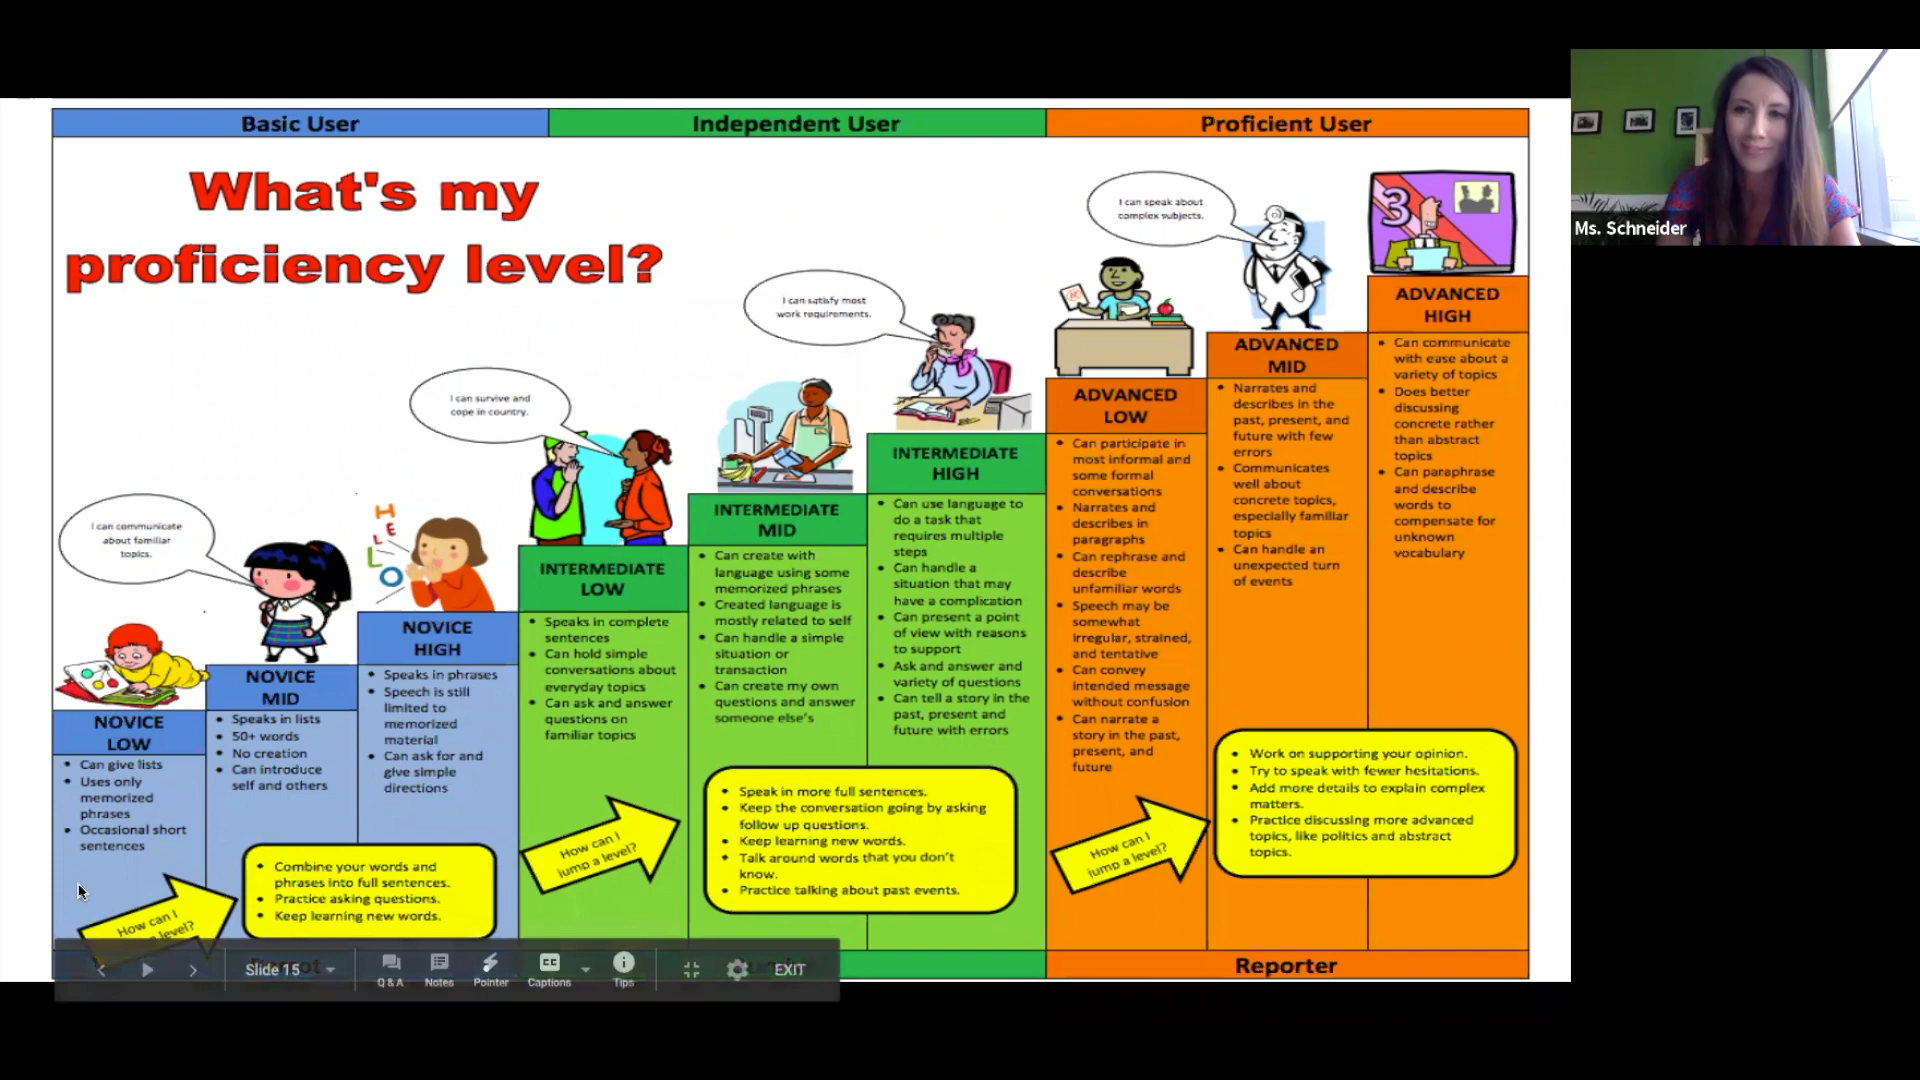 Basic User
Independent User
Proficient User
What's my
proficiency level?
I can communicate
about familiar
topics.
H
E
L
L
O
I can survive and
cope in country.
I can satisfy most
work requirements.
I can speak about
complex subjects.
3
NOVICE
LOW
Can give lists
Uses only
memorized
phrases
Occasional short
sentences
NOVICE
MID
Speaks in lists
50+ words
No creation
Can introduce
self and others
NOVICE
HIGH
Speaks in phrases
Speech is still
limited to
memorized
material
Can ask for and
give simple
directions
INTERMEDIATE
LOW
Speaks in complete
sentences
Can hold simple
conversations about
everyday topics
Can ask and answer
questions on
familiar topics
INTERMEDIATE
MID
Can create with
language using some
memorized phrases
Created language is
mostly related to self
Can handle a simple
situation or
transaction
Can create my own
questions and answer
someone else's
INTERMEDIATE
HIGH
Can use language to
do a task that
requires multiple
steps
Can handle a
situation that may
have a complication
Can present a point
of view with reasons
to support
Ask and answer and
variety of questions
Can tell a story in the
past, present and
future with errors
ADVANCED
LOW
Can participate in
most informal and
some formal
conversations
Narrates and
describes in
paragraphs
Can rephrase and
describe
unfamiliar words
Speech may be
somewhat
irregular, strained,
and tentative
Can convey
intended message
without confusion
Can narrate a
story in the past,
present, and
future
ADVANCED
MID
Narrates and
describes in the
past, present, and
future with few
errors
Communicates
well about
concrete topics,
especially familiar
topics
Can handle an
unexpected turn
of events
ADVANCED
HIGH
Can communicate
with ease about a
variety of topics
Does better
discussing
concrete rather
than abstract
topics
Can paraphrase
and describe
words to
compensate for
unknown
vocabulary
How can I
level?
Combine your words and
phrases into full sentences.
Practice asking questions.
Keep learning new words.
How can I
jump a level?
Speak in more full sentences.
Keep the conversation going by asking
follow up questions.
Keep learning new words.
Talk around words that you don't
know.
Practice talking about past events.
How can I
jump a level?
Work on supporting your opinion.
Try to speak with fewer hesitations.
Add more details to explain complex
matters.
Practice discussing more advanced
topics, like politics and abstract
topics.
Reporter
Slide 15
Q & A
Notes
Pointer
CC
Captions
Tips
EXIT
Ms. Schneider